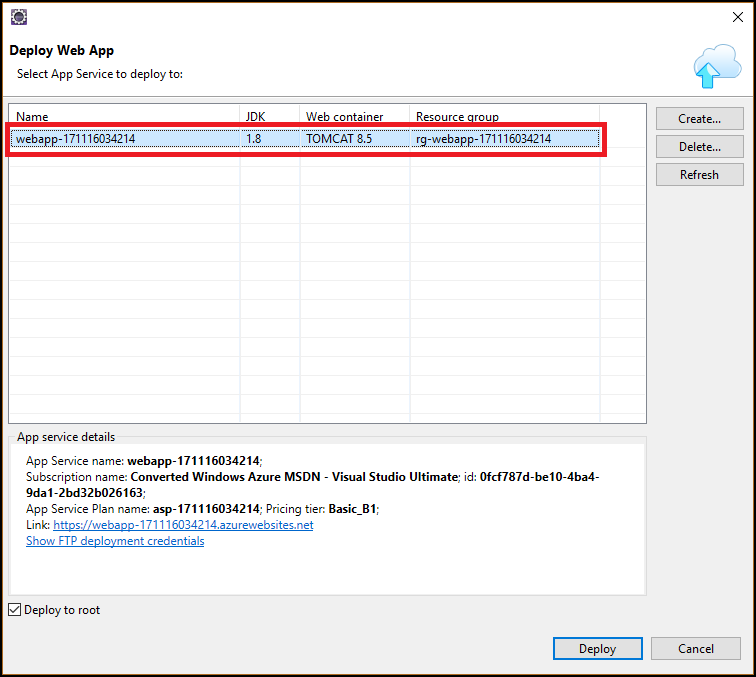 Deploy Web App
Select App Service to deploy to:
Name JDK Web container Resource group
webapp-171116034214 1.8 TOMCAT 8.5 rg-webapp-171116034214
Create...
Delete...
Refresh
App service details
App Service name: webapp-171116034214;
Subscription name: Converted Windows Azure MSDN - Visual Studio Ultimate; id: 0fcf787d-be10-4ba4-
9da1-2bd32b026163;
App Service Plan name: asp-171116034214; Pricing tier: Basic_B1;
Link: https://webapp-171116034214.azurewebsites.net
Show FTP deployment credentials
Deploy to root
Deploy Cancel